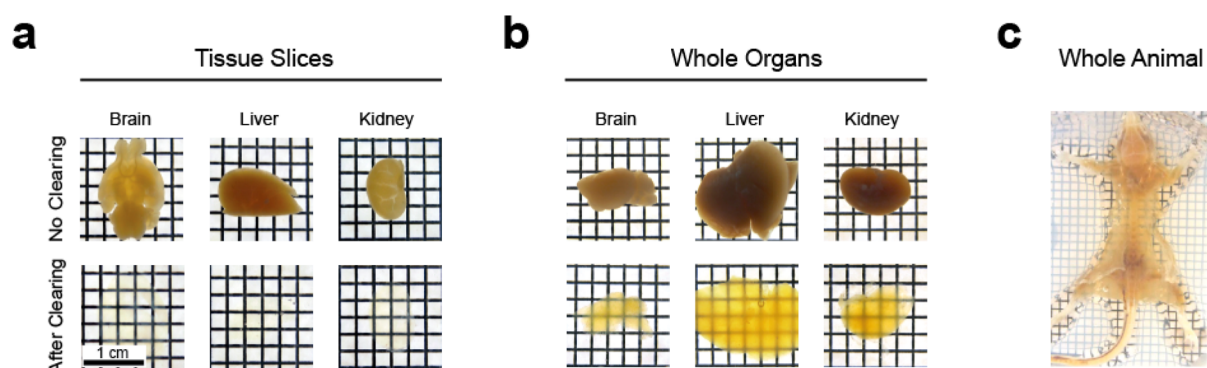 a
Tissue Slices
Brain
Liver
Kidney
No Clearing
After Clearing
1 cm
b
Whole Organs
Brain
Liver
Kidney
c
Whole Animal